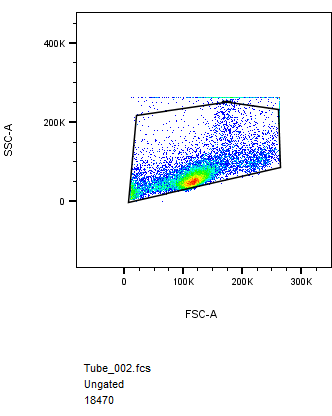 400K
200K
0
SSC-A
0
100K
200K
300K
FSC-A
Tube_002.fcs
Ungated
18470